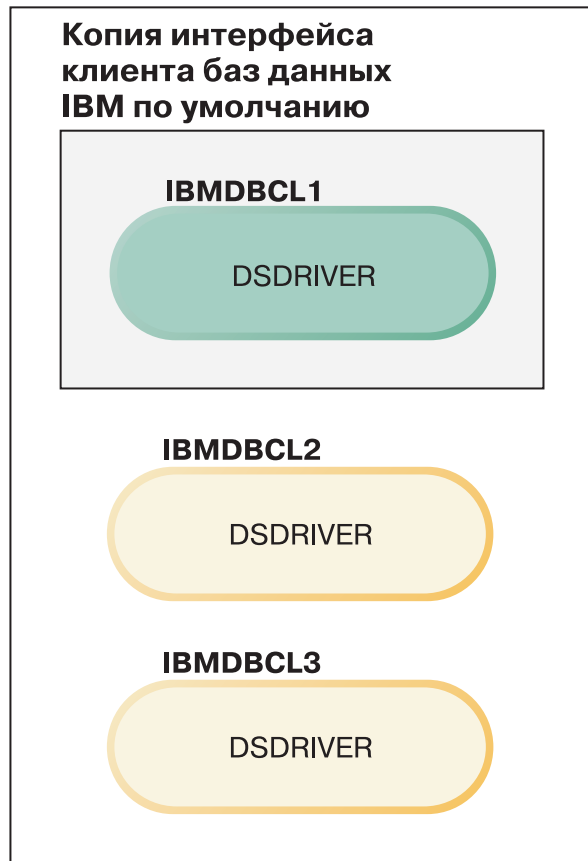 Копия интерфейса
клиента баз данных
IBM по умолчанию
IBMDBCL1
DSDRIVER
IBMDBCL2
DSDRIVER
IBMDBCL3
DSDRIVER